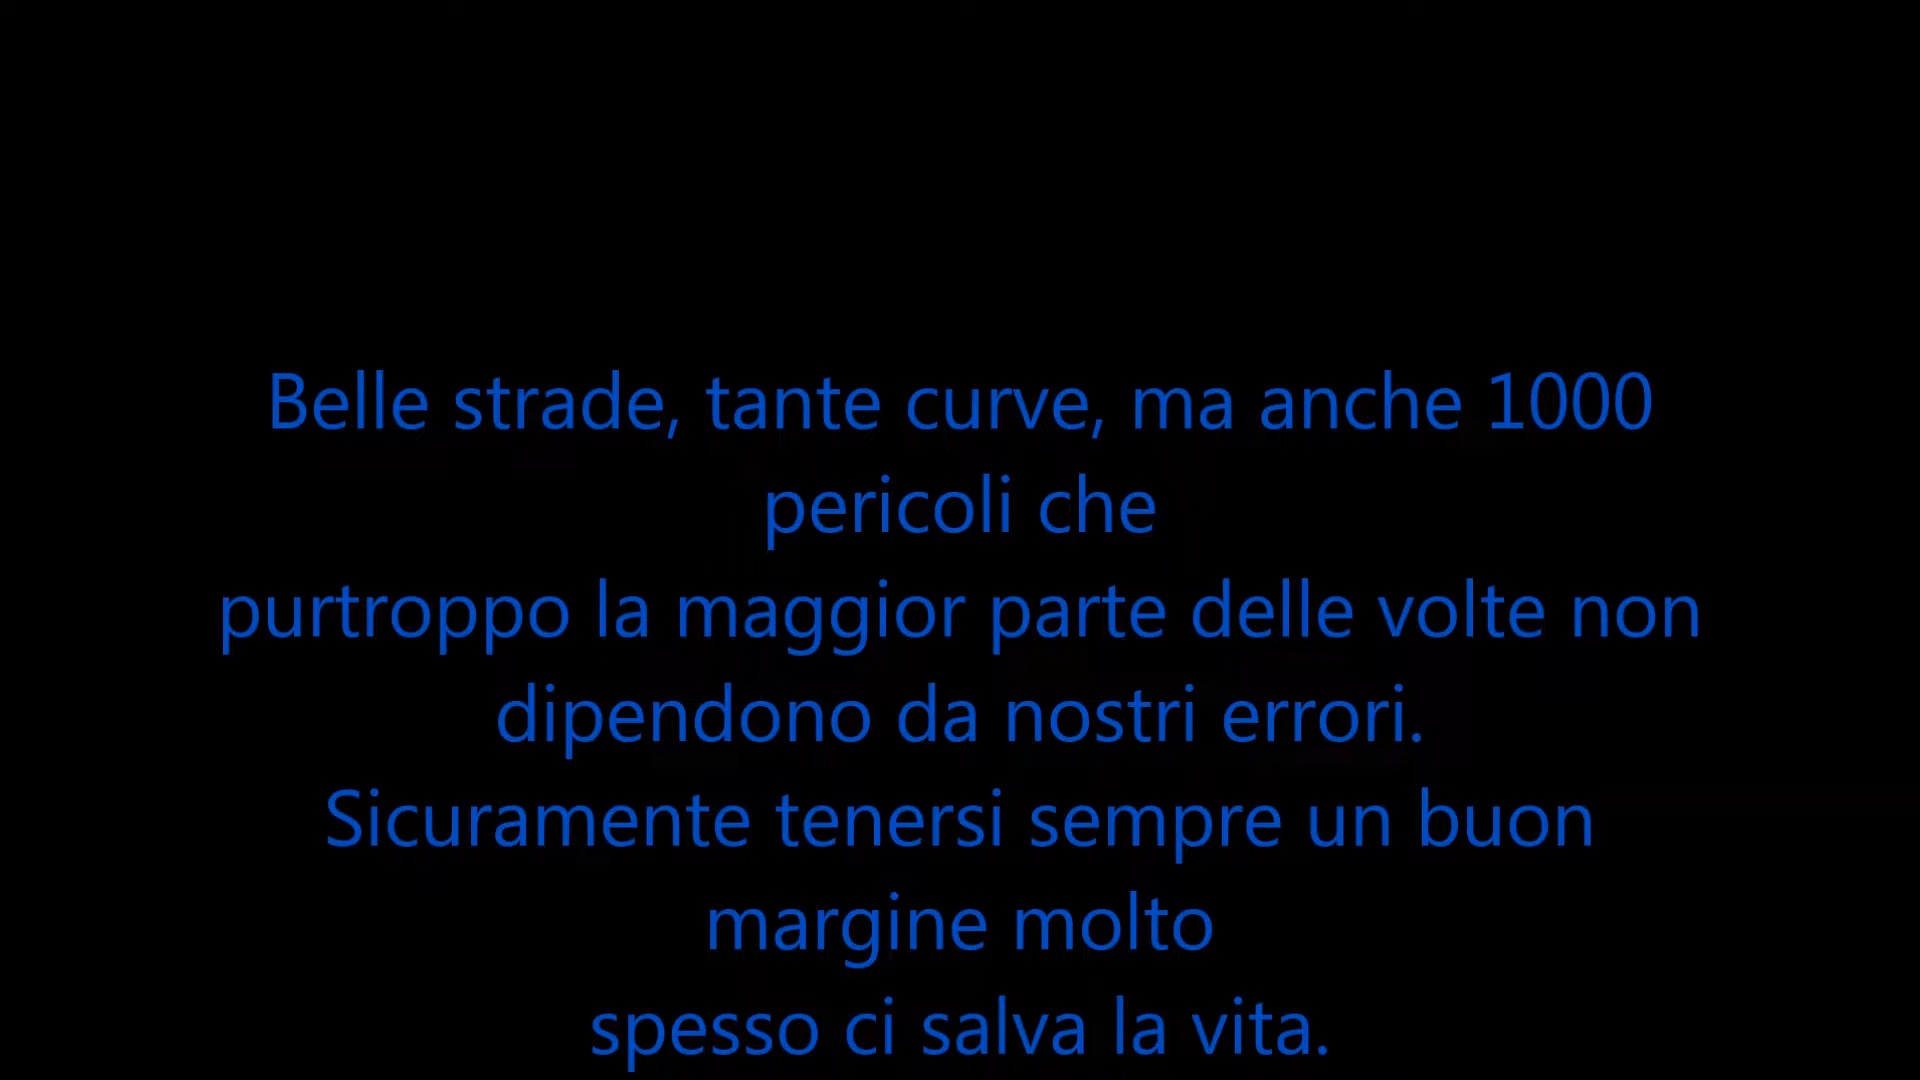 Belle strade, tante curve, ma anche 1000
pericoli che
purtroppo la maggior parte delle volte non
dipendono da nostri errori.
Sicuramente tenersi sempre un buon
margine molto
spesso ci salva la vita.